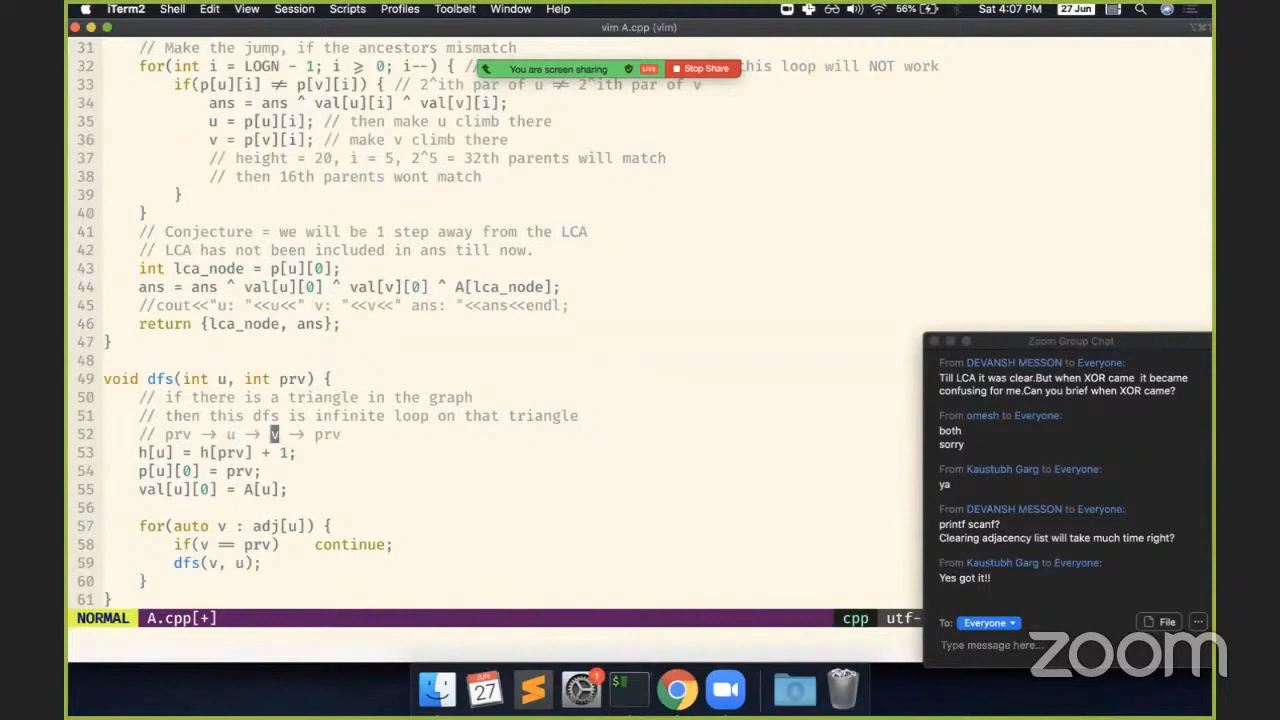 iTerm2 Shell Edit View Session Scripts Profiles Toolbelt Window Help 56% Sat 4:07 PM 27 Jun
vim A.cpp (vim)
You are screen sharing LIVE Stop Share
31 // Make the jump, if the ancestors mismatch
32 for(int i = LOGN - 1; i ⩾ 0; i--) { // this loop will NOT work
33 if(p[u][i] ≠ p[v][i]) { // 2^ith par of u ≠ 2^ith par of v
34 ans = ans ^ val[u][i] ^ val[v][i];
35 u = p[u][i]; // then make u climb there
36 v = p[v][i]; // make v climb there
37 // height = 20, i = 5, 2^5 = 32th parents will match
38 // then 16th parents wont match
39 }
40 }
41 // Conjecture = we will be 1 step away from the LCA
42 // LCA has not been included in ans till now.
43 int lca_node = p[u][0];
44 ans = ans ^ val[u][0] ^ val[v][0] ^ A[lca_node];
45 //cout<<"u: "<<u<<" v: "<<v<<" ans: "<<ans<<endl;
46 return {lca_node, ans};
47 }
48
49 void dfs(int u, int prv) {
50 // if there is a triangle in the graph
51 // then this dfs is infinite loop on that triangle
52 // prv → u → v → prv
53 h[u] = h[prv] + 1;
54 p[u][0] = prv;
55 val[u][0] = A[u];
56
57 for(auto v : adj[u]) {
58 if(v == prv) continue;
59 dfs(v, u);
60 }
61 }
NORMAL A.cpp[+] cpp utf-
Zoom Group Chat
From DEVANSH MESSON to Everyone:
Till LCA it was clear.But when XOR came it became
confusing for me.Can you brief when XOR came?
From omesh to Everyone:
both
sorry
From Kaustubh Garg to Everyone:
ya
From DEVANSH MESSON to Everyone:
printf scanf?
Clearing adjacency list will take much time right?
From Kaustubh Garg to Everyone:
Yes got it!!
To: Everyone File ...
Type message here...
zoom
JUN
27
1
$